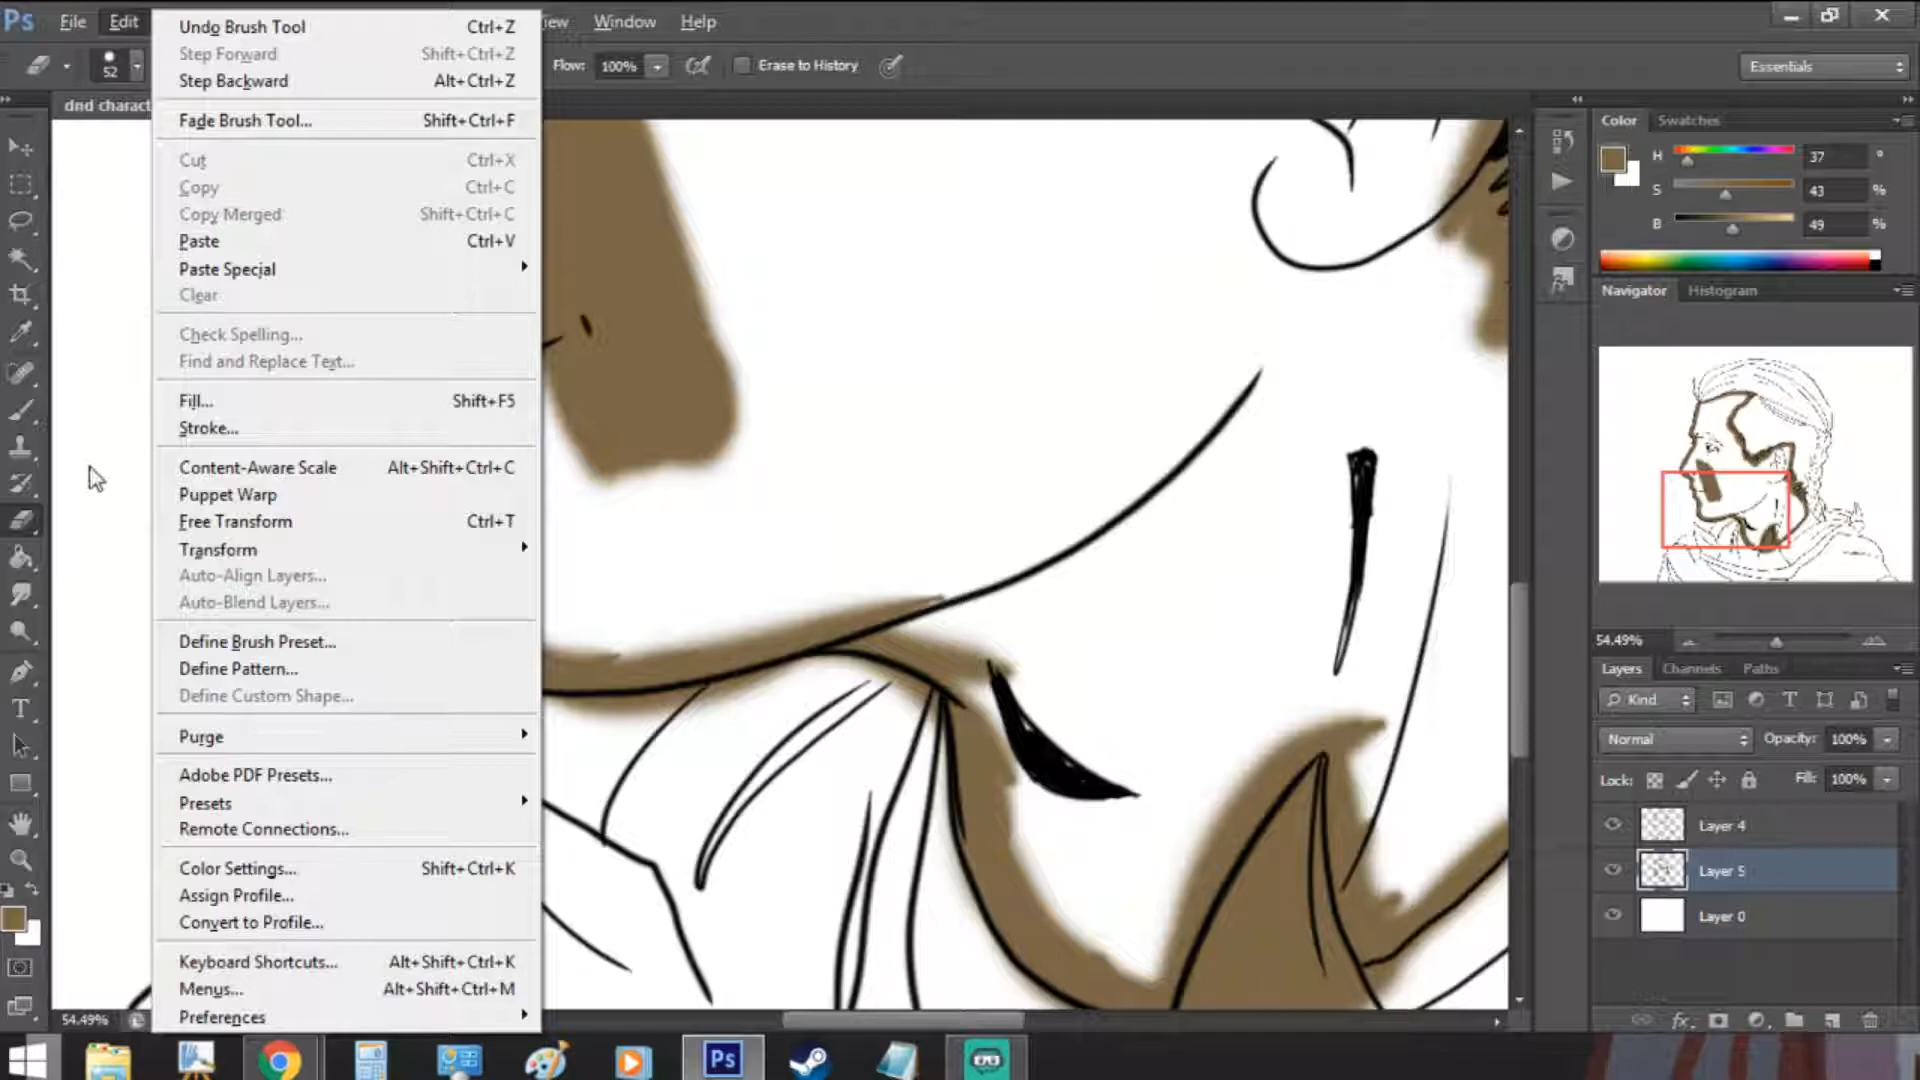 Ps File Edit Window Help
52 Flow: 100% Erase to History Essentials
dnd charact
Undo Brush Tool Ctrl+Z
Step Forward Shift+Ctrl+Z
Step Backward Alt+Ctrl+Z
Fade Brush Tool... Shift+Ctrl+F
Cut Ctrl+X
Copy Ctrl+C
Copy Merged Shift+Ctrl+C
Paste Ctrl+V
Paste Special
Clear
Check Spelling...
Find and Replace Text...
Fill... Shift+F5
Stroke...
Content-Aware Scale Alt+Shift+Ctrl+C
Puppet Warp
Free Transform Ctrl+T
Transform
Auto-Align Layers...
Auto-Blend Layers...
Define Brush Preset...
Define Pattern...
Define Custom Shape...
Purge
Adobe PDF Presets...
Presets
Remote Connections...
Color Settings... Shift+Ctrl+K
Assign Profile...
Convert to Profile...
Keyboard Shortcuts... Alt+Shift+Ctrl+K
Menus... Alt+Shift+Ctrl+M
Preferences
Color Swatches
H 37 °
S 43 %
B 49 %
Navigator Histogram
54.49%
Layers Channels Paths
Kind
Normal Opacity: 100%
Lock: Fill: 100%
Layer 4
Layer 5
Layer 0
fx
54.49%
Ps